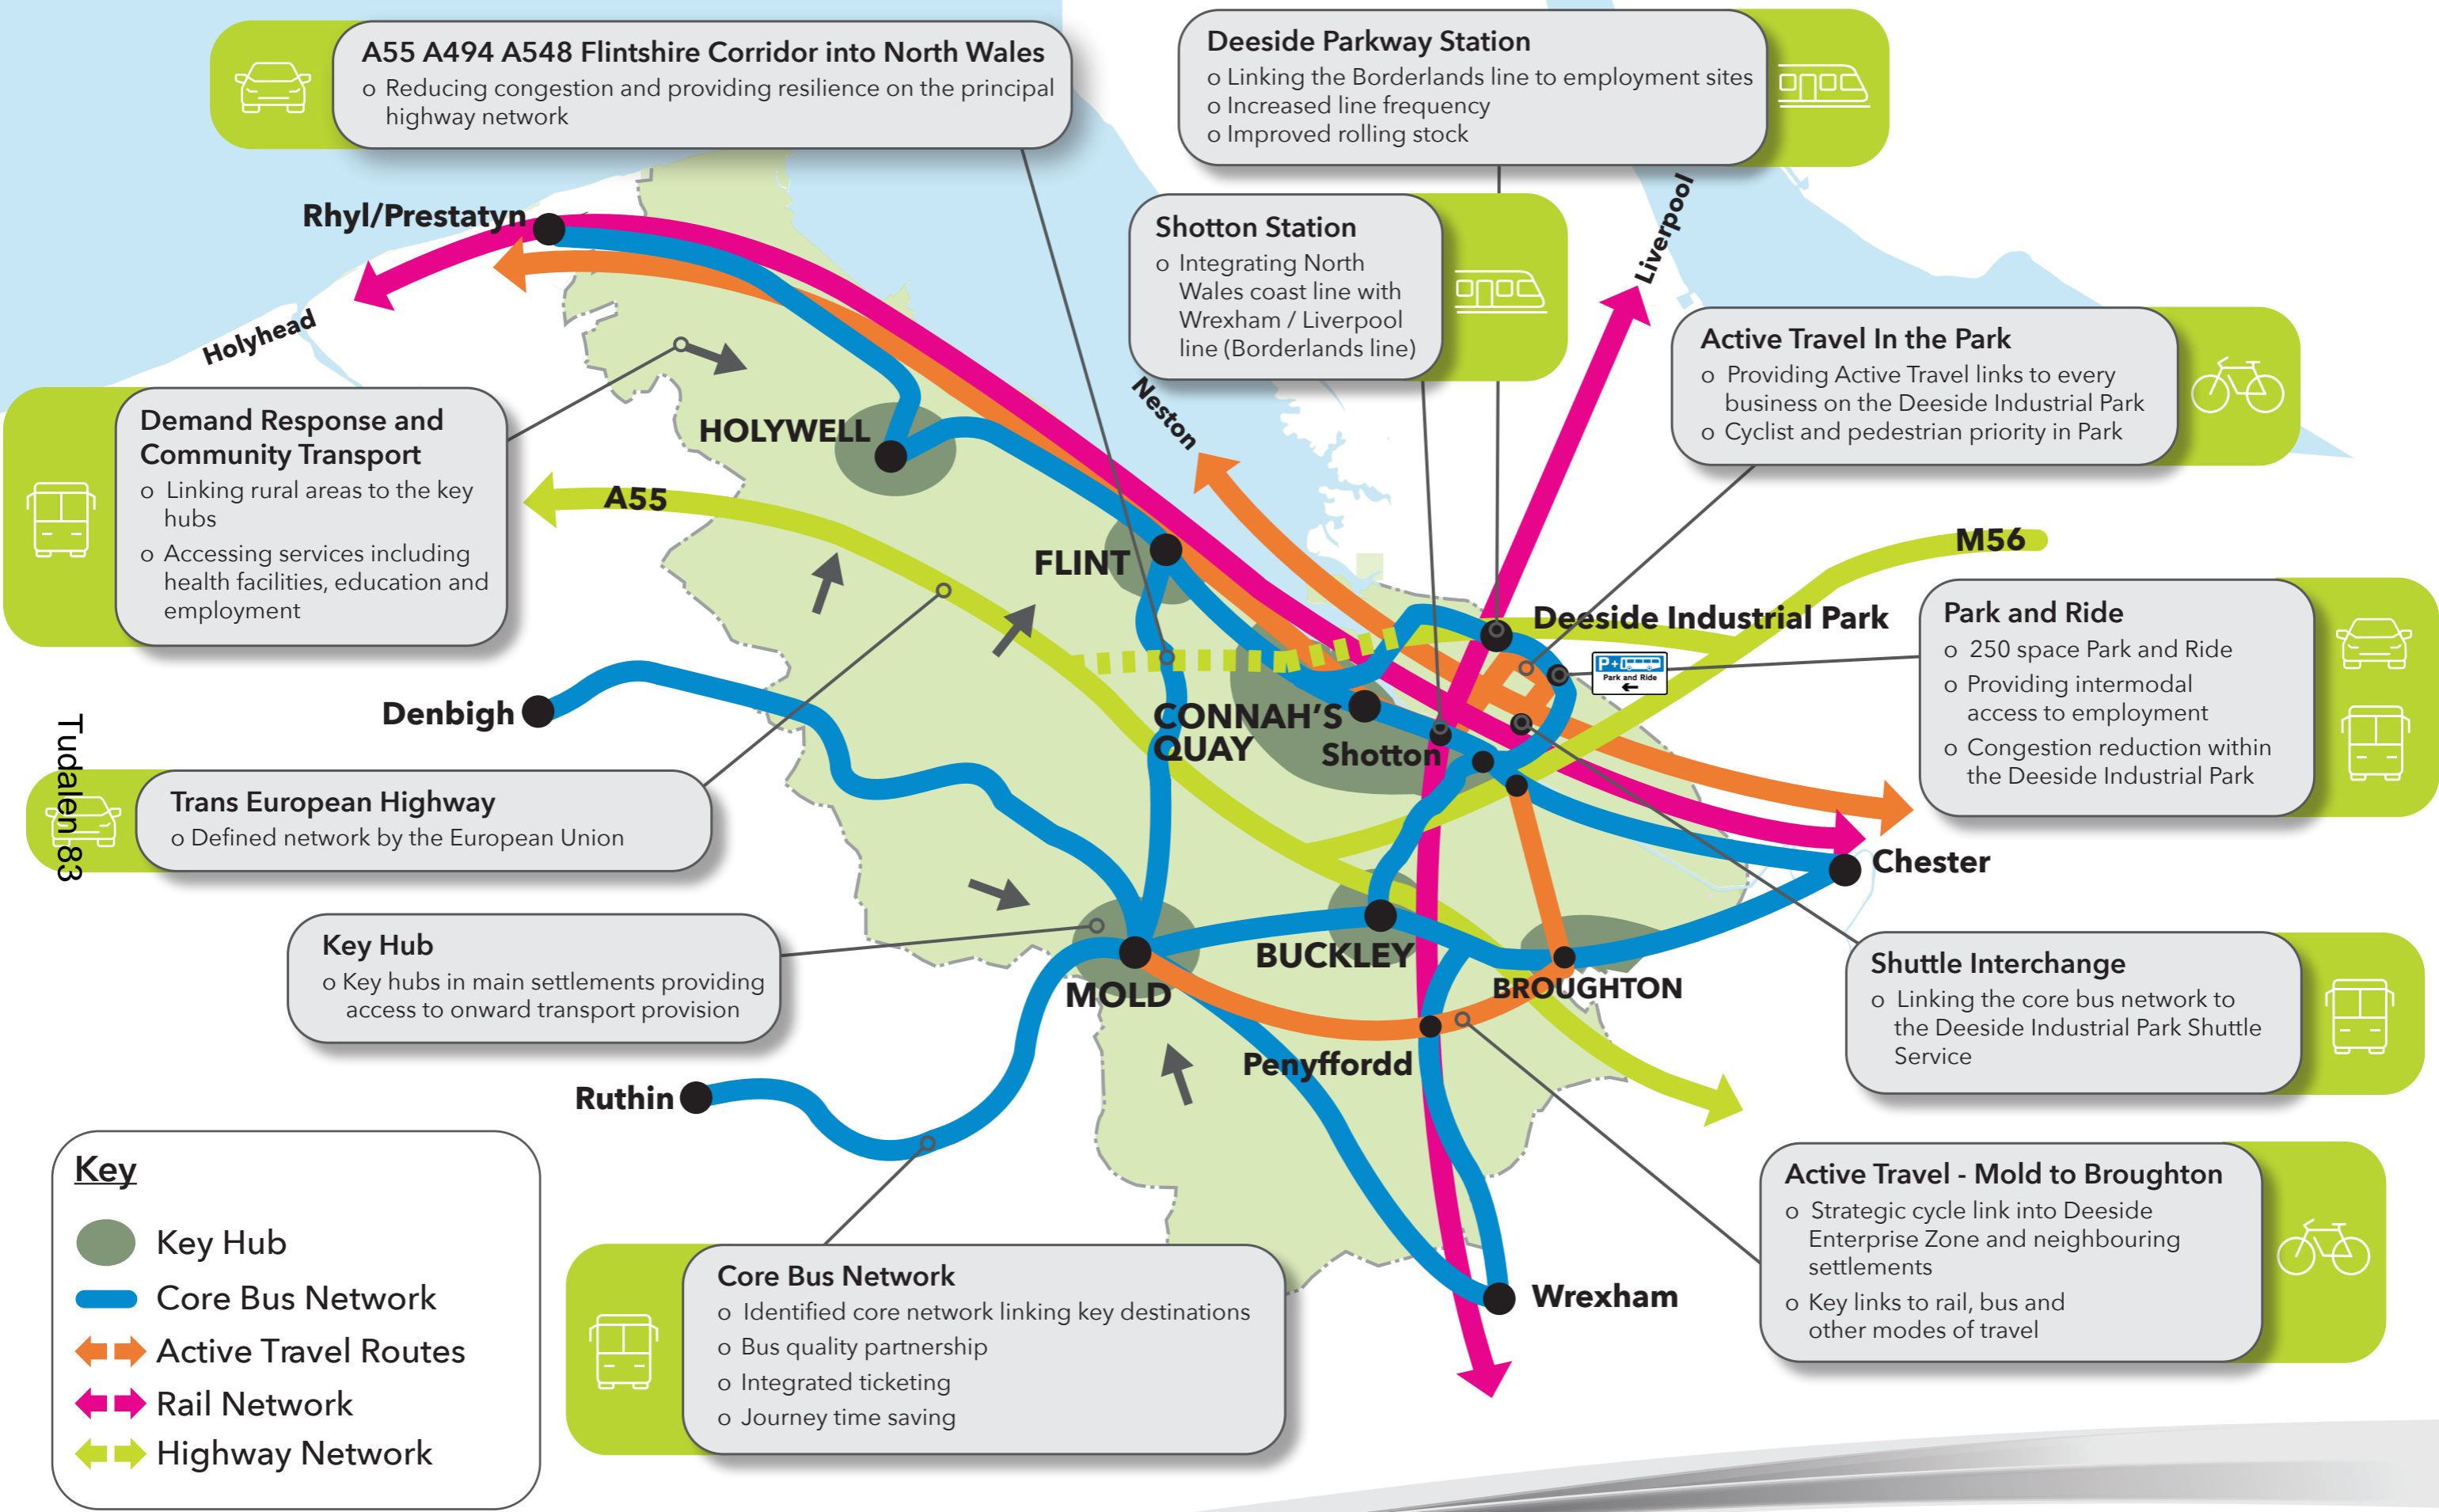 A55 A494 A548 Flintshire Corridor into North Wales
o Reducing congestion and providing resilience on the principal
highway network
Deeside Parkway Station
o Linking the Borderlands line to employment sites
o Increased line frequency
o Improved rolling stock
Shotton Station
o Integrating North
Wales coast line with
Wrexham / Liverpool
line (Borderlands line)
Active Travel In the Park
o Providing Active Travel links to every
business on the Deeside Industrial Park
o Cyclist and pedestrian priority in Park
Rhyl/Prestatyn
Holyhead
Liverpool
Neston
Demand Response and
Community Transport
o Linking rural areas to the key
hubs
o Accessing services including
health facilities, education and
employment
HOLYWELL
A55
FLINT
M56
Deeside Industrial Park
P+
Park and Ride
Park and Ride
o 250 space Park and Ride
o Providing intermodal
access to employment
o Congestion reduction within
the Deeside Industrial Park
Denbigh
CONNAH'S
QUAY
Shotton
Tudalen 83
Trans European Highway
o Defined network by the European Union
Chester
Key Hub
o Key hubs in main settlements providing
access to onward transport provision
MOLD
BUCKLEY
BROUGHTON
Shuttle Interchange
o Linking the core bus network to
the Deeside Industrial Park Shuttle
Service
Penyffordd
Ruthin
Wrexham
Active Travel - Mold to Broughton
o Strategic cycle link into Deeside
Enterprise Zone and neighbouring
settlements
o Key links to rail, bus and
other modes of travel
Core Bus Network
o Identified core network linking key destinations
o Bus quality partnership
o Integrated ticketing
o Journey time saving
Key
Key Hub
Core Bus Network
Active Travel Routes
Rail Network
Highway Network